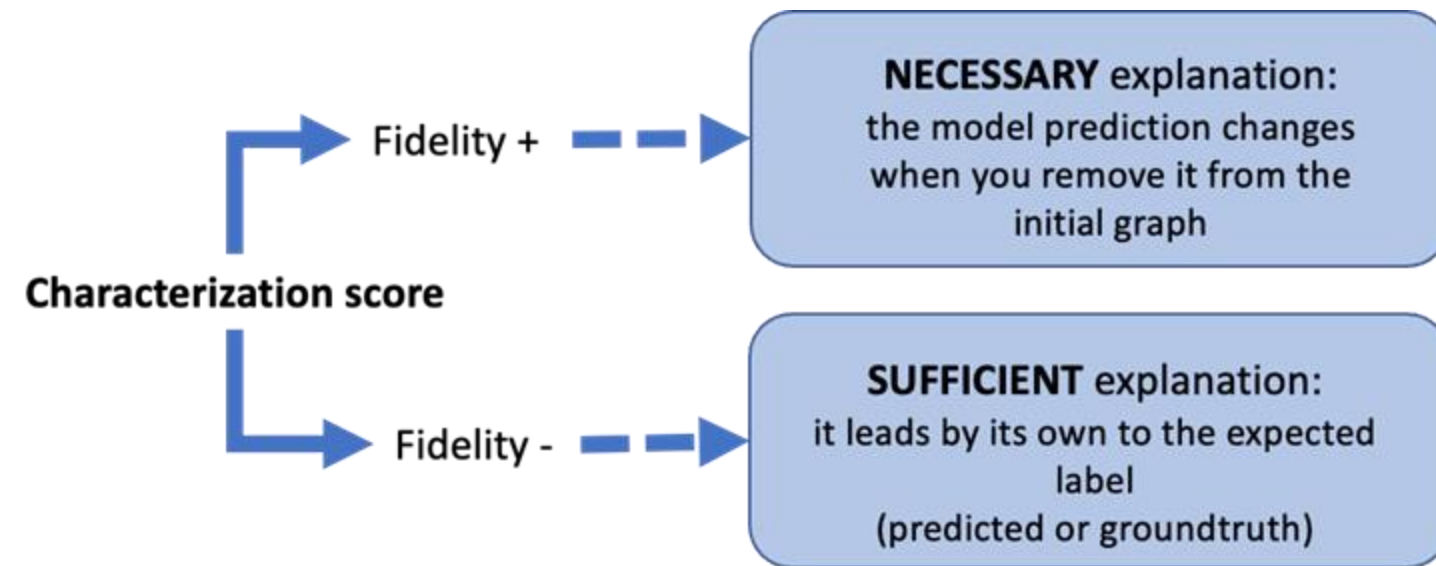 Fidelity +
NECESSARY explanation:
the model prediction changes
when you remove it from the
initial graph
Characterization score
Fidelity -
SUFFICIENT explanation:
it leads by its own to the expected
label
(predicted or groundtruth)